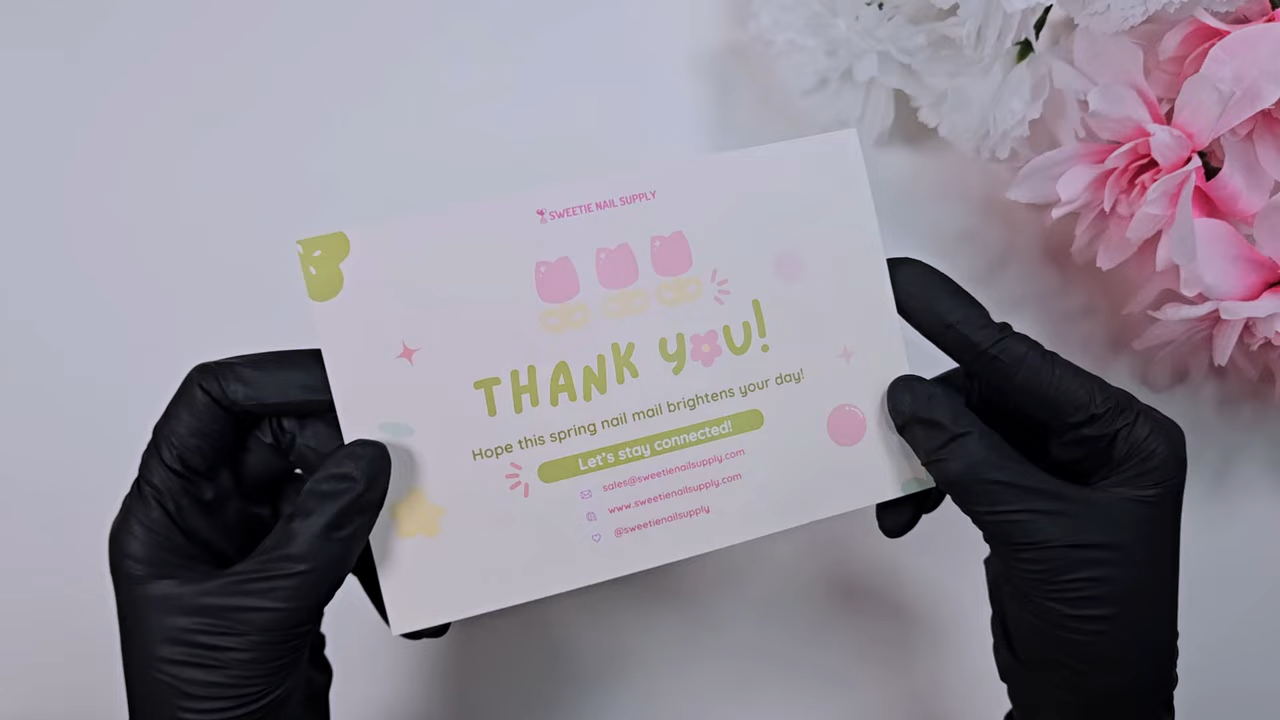 SWEETIE NAIL SUPPLY
THANK YOU!
Hope this spring nail mail brightens your day!
Let's stay connected!
sales@sweetienailsupply.com
www.sweetienailsupply.com
@sweetienailsupply